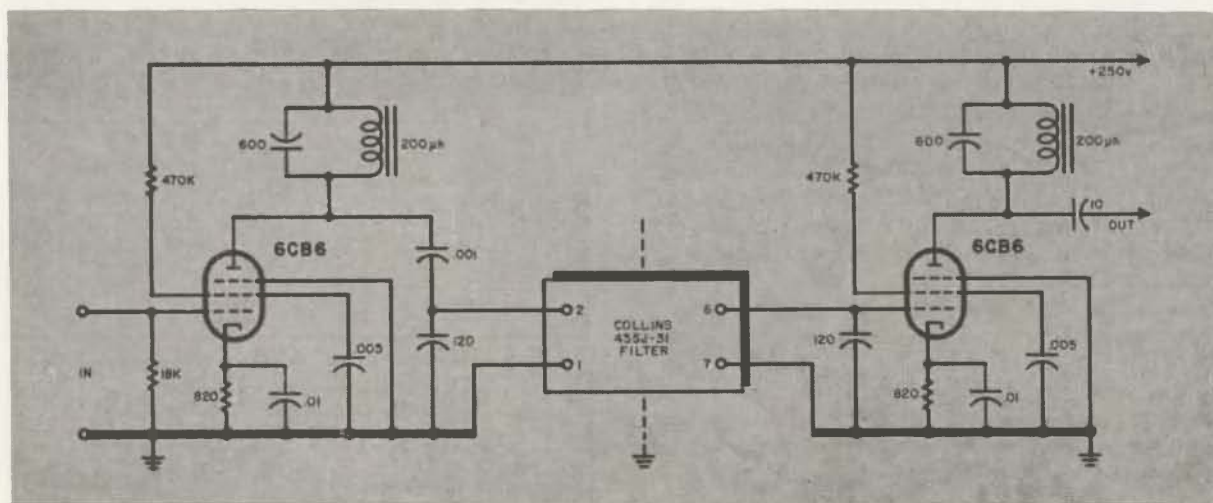 +250v
600
200µh
600
200µh
470K
470K
10
OUT
6CB6
6CB6
.001
2
COLLINS
455J-31
FILTER
6
1
7
120
120
IN
18K
.005
.005
820
.01
820
.01